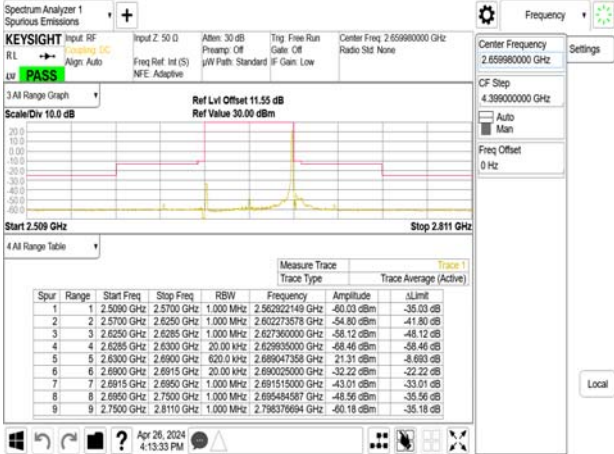 Spectrum Analyzer 1
Spurious Emissions
Frequency
KEYSIGHT Input: RF Input Z: 50 Ω Atten: 30 dB Trig: Free Run Center Freq: 2.659980000 GHz
RL Coupling: DC Preamp: Off Gate: Off Radio Std: None
Align: Auto Freq Ref: Int (S) µW Path: Standard IF Gain: Low
LW PASS NFE: Adaptive
Center Frequency
2.659980000 GHz
Settings
CF Step
4.399000000 GHz
Auto
Man
Freq Offset
0 Hz
3 All Range Graph
Ref Lvl Offset 11.55 dB
Scale/Div 10.0 dB Ref Value 30.00 dBm
20.0
10.0
0.00
-10.0
-20.0
-30.0
-40.0
-50.0
-60.0
Start 2.509 GHz Stop 2.811 GHz
4 All Range Table
Measure Trace Trace 1
Trace Type Trace Average (Active)
Spur Range Start Freq Stop Freq RBW Frequency Amplitude ΔLimit
1 1 2.5090 GHz 2.5700 GHz 1.000 MHz 2.562922149 GHz -60.03 dBm -35.03 dB
2 2 2.5700 GHz 2.6250 GHz 1.000 MHz 2.602273578 GHz -54.80 dBm -41.80 dB
3 3 2.6250 GHz 2.6285 GHz 1.000 MHz 2.627360000 GHz -58.12 dBm -48.12 dB
4 4 2.6285 GHz 2.6300 GHz 20.00 kHz 2.629935000 GHz -68.46 dBm -58.46 dB
5 5 2.6300 GHz 2.6900 GHz 620.0 kHz 2.689047358 GHz 21.31 dBm -8.693 dB
6 6 2.6900 GHz 2.6915 GHz 20.00 kHz 2.690025000 GHz -32.22 dBm -22.22 dB
7 7 2.6915 GHz 2.6950 GHz 1.000 MHz 2.691515000 GHz -43.01 dBm -33.01 dB
8 8 2.6950 GHz 2.7500 GHz 1.000 MHz 2.695484587 GHz -48.56 dBm -35.56 dB
9 9 2.7500 GHz 2.8110 GHz 1.000 MHz 2.798376694 GHz -60.18 dBm -35.18 dB
Local
? Apr 26, 2024
4:13:33 PM